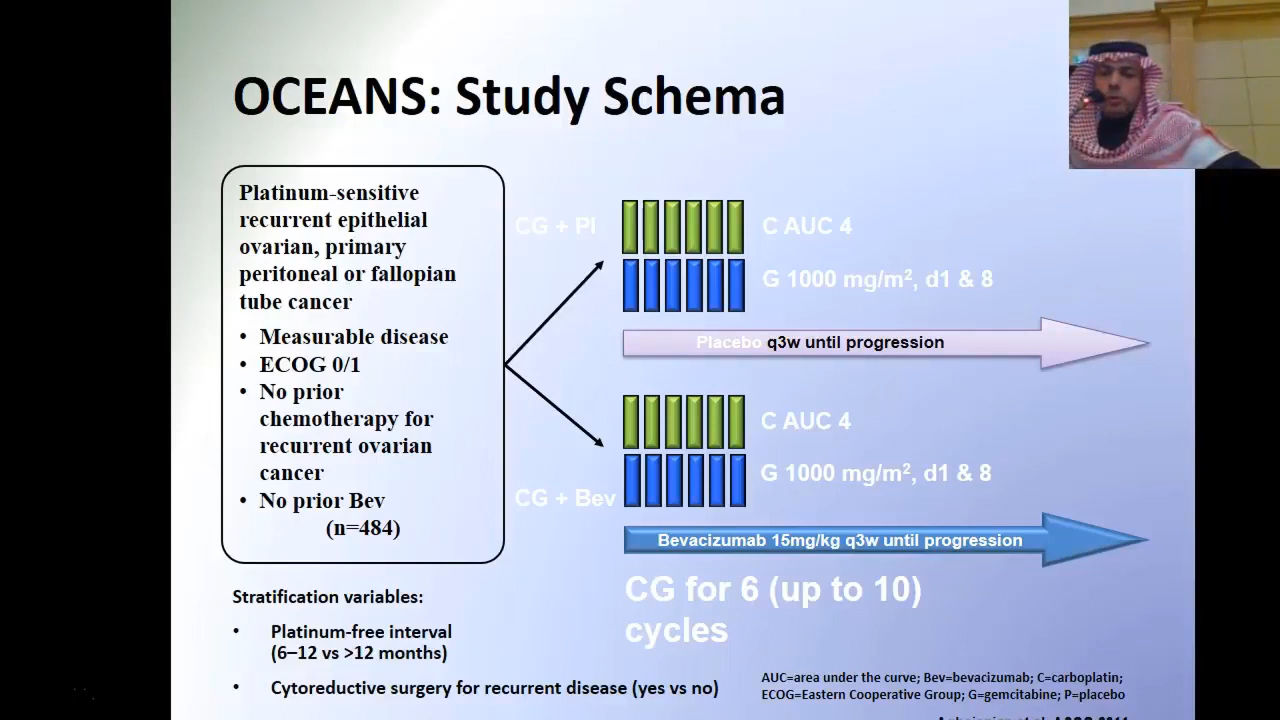 OCEANS: Study Schema
Platinum-sensitive
recurrent epithelial
ovarian, primary
peritoneal or fallopian
tube cancer
• Measurable disease
• ECOG 0/1
• No prior
chemotherapy for
recurrent ovarian
cancer
• No prior Bev
(n=484)
CG + Pl
C AUC 4
G 1000 mg/m², d1 & 8
Placebo q3w until progression
C AUC 4
G 1000 mg/m², d1 & 8
CG + Bev
Bevacizumab 15mg/kg q3w until progression
CG for 6 (up to 10)
cycles
Stratification variables:
• Platinum-free interval
(6–12 vs >12 months)
• Cytoreductive surgery for recurrent disease (yes vs no)
AUC=area under the curve; Bev=bevacizumab; C=carboplatin;
ECOG=Eastern Cooperative Group; G=gemcitabine; P=placebo